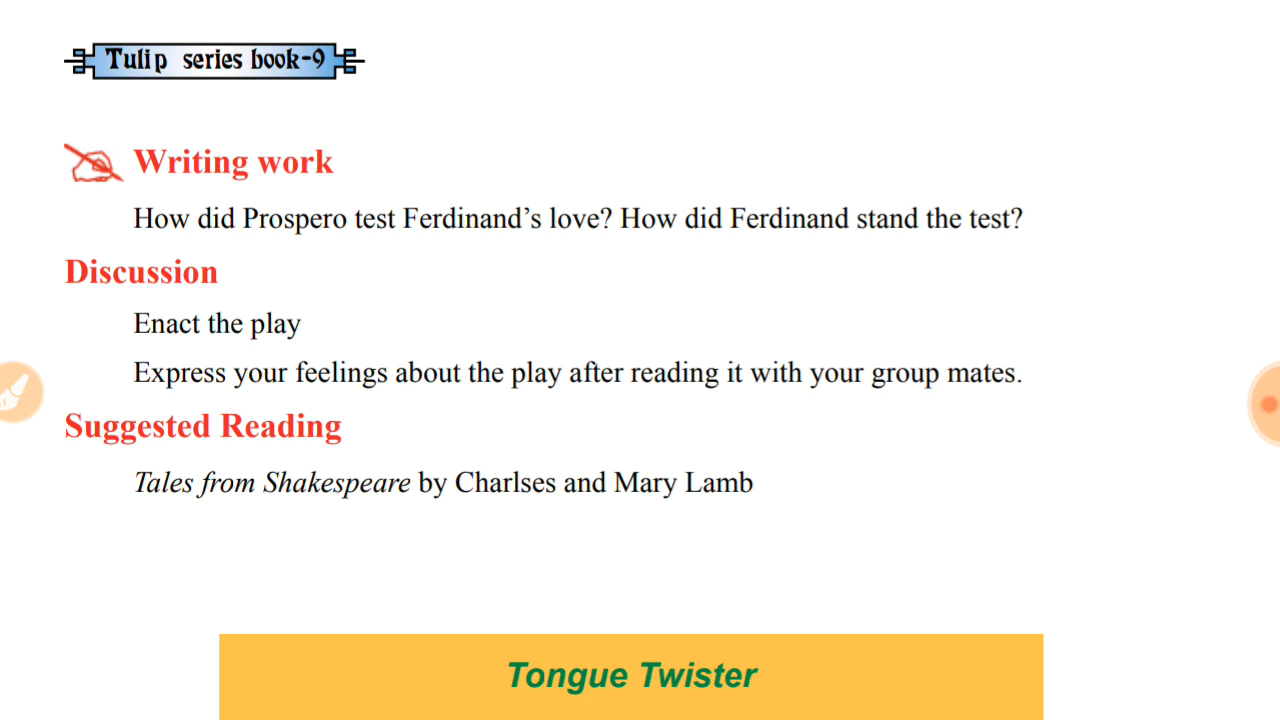 Tulip series book-9
Writing work
How did Prospero test Ferdinand's love? How did Ferdinand stand the test?
Discussion
Enact the play
Express your feelings about the play after reading it with your group mates.
Suggested Reading
Tales from Shakespeare by Charlses and Mary Lamb
Tongue Twister